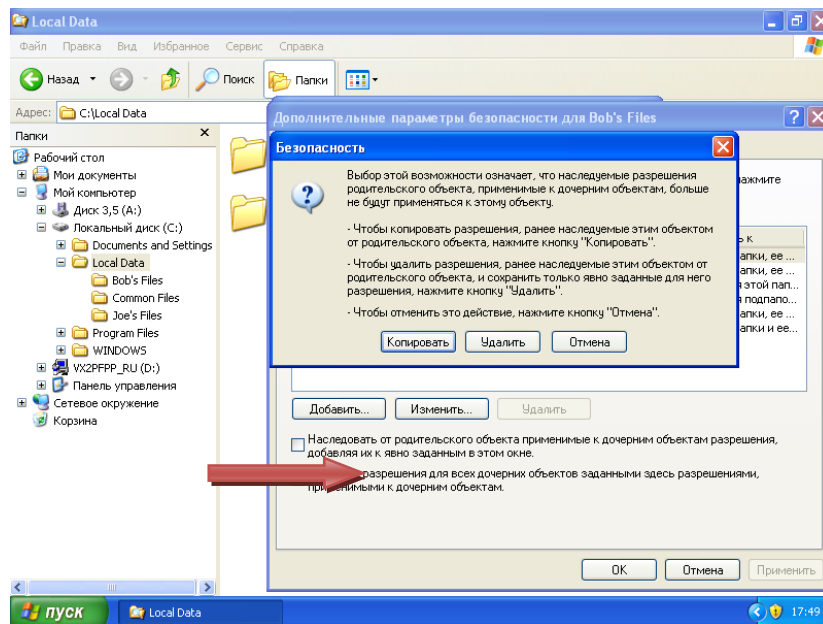 Local Data
Файл Правка Вид Избранное Сервис Справка
Назад Поиск Папки
Адрес: C:\Local Data
Папки
Рабочий стол
Мои документы
Мой компьютер
Диск 3,5 (A:)
Локальный диск (C:)
Documents and Settings
Local Data
Bob's Files
Common Files
Joe's Files
Program Files
WINDOWS
VX2PFPP_RU (D:)
Панель управления
Сетевое окружение
Корзина
Дополнительные параметры безопасности для Bob's Files
Безопасность
Выбор этой возможности означает, что наследуемые разрешения
родительского объекта, применимые к дочерним объектам, больше
не будут применяться к этому объекту.
· Чтобы копировать разрешения, ранее наследуемые этим объектом
от родительского объекта, нажмите кнопку "Копировать".
· Чтобы удалить разрешения, ранее наследуемые этим объектом от
родительского объекта, и сохранить только явно заданные для него
разрешения, нажмите кнопку "Удалить".
· Чтобы отменить это действие, нажмите кнопку "Отмена".
Копировать Удалить Отмена
апки, ее ...
апки, ее ...
этой пап...
подпапо...
апки, ее ...
апки и ее...
Добавить... Изменить... Удалить
Наследовать от родительского объекта применимые к дочерним объектам разрешения,
добавляя их к явно заданным в этом окне.
разрешения для всех дочерних объектов заданными здесь разрешениями,
применимыми к дочерним объектам.
OK Отмена Применить
пуск Local Data 17:49